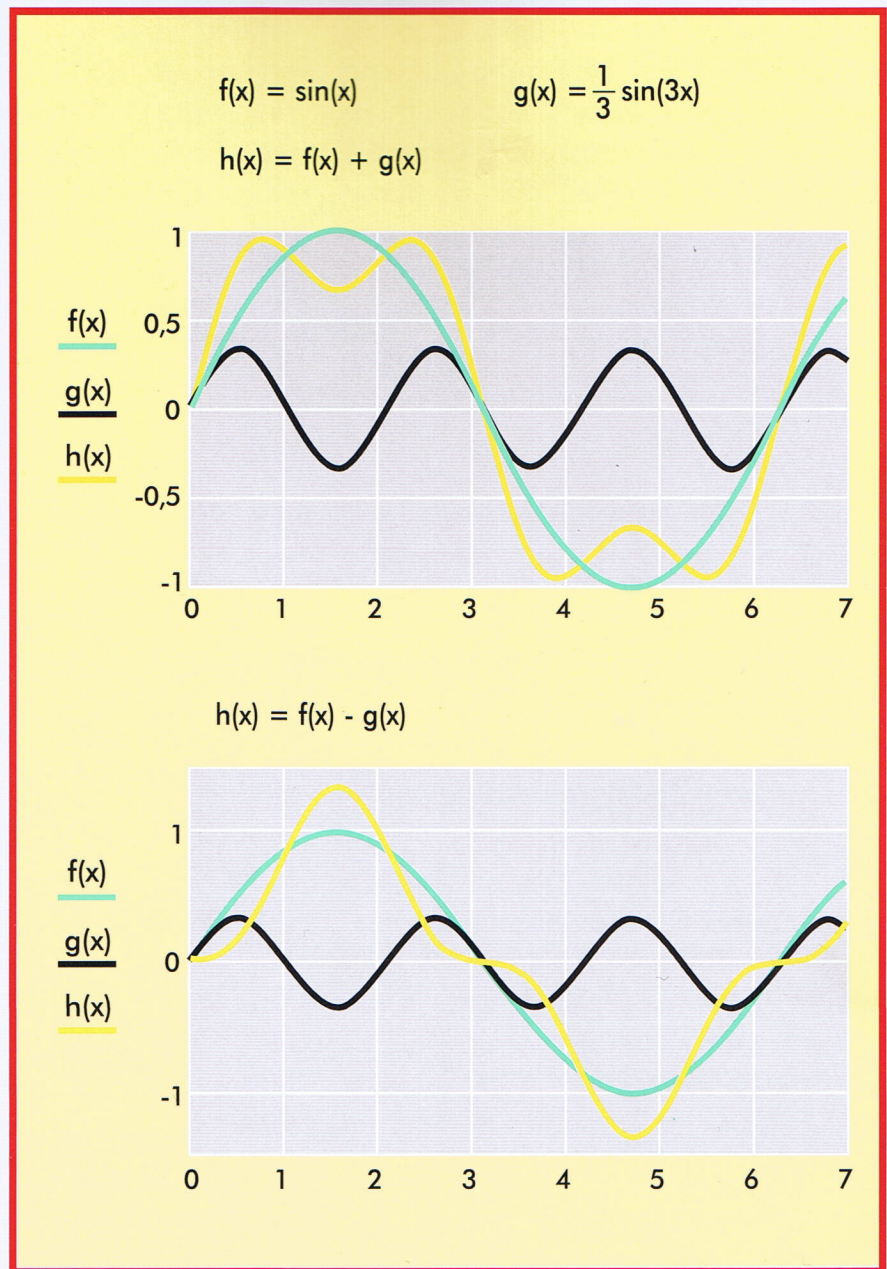 f(x) = sin(x) g(x) = 1/3 sin(3x)
h(x) = f(x) + g(x)
1
0,5
0
-0,5
-1
f(x)
g(x)
h(x)
0 1 2 3 4 5 6 7
h(x) = f(x) - g(x)
1
0
-1
f(x)
g(x)
h(x)
0 1 2 3 4 5 6 7